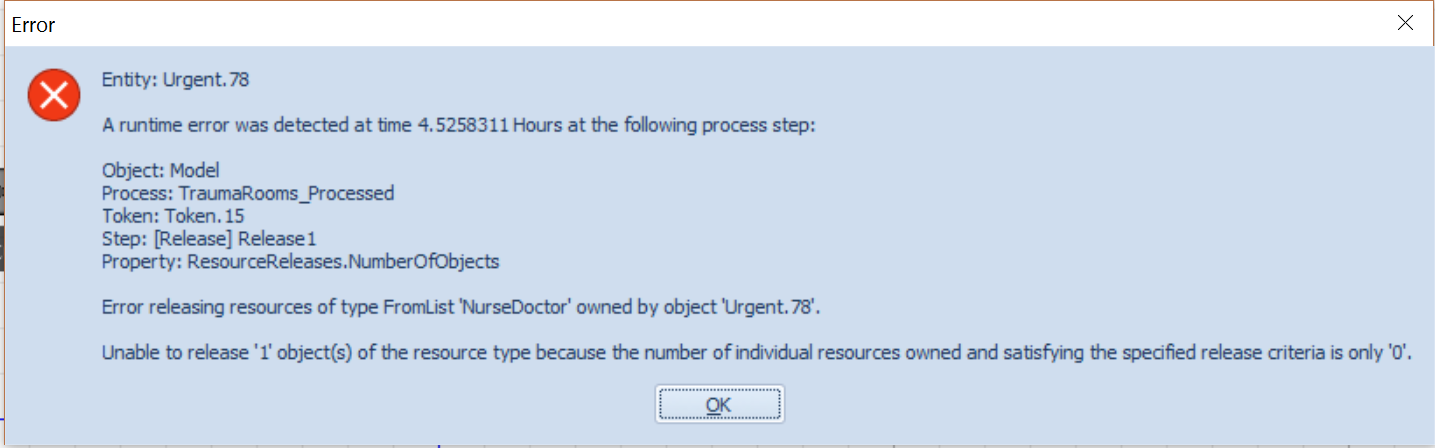 Error
Entity: Urgent.78
A runtime error was detected at time 4.5258311 Hours at the following process step:
Object: Model
Process: TraumaRooms_Processed
Token: Token.15
Step: [Release] Release1
Property: ResourceReleases.NumberOfObjects
Error releasing resources of type FromList 'NurseDoctor' owned by object 'Urgent.78'.
Unable to release '1' object(s) of the resource type because the number of individual resources owned and satisfying the specified release criteria is only '0'.
OK